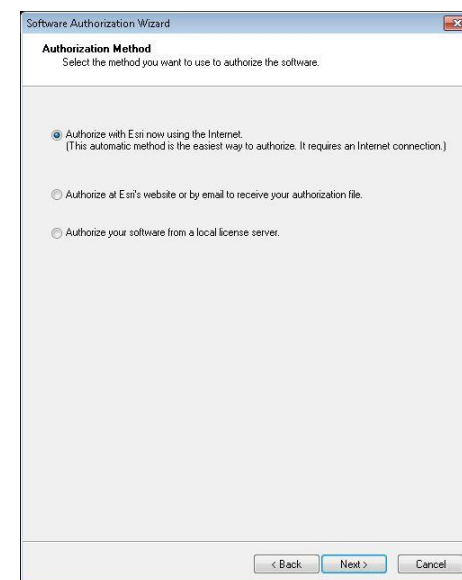 Software Authorization Wizard
Authorization Method
Select the method you want to use to authorize the software.
Authorize with Esri now using the Internet.
(This automatic method is the easiest way to authorize. It requires an Internet connection.)
Authorize at Esri's website or by email to receive your authorization file.
Authorize your software from a local license server.
< Back Next > Cancel